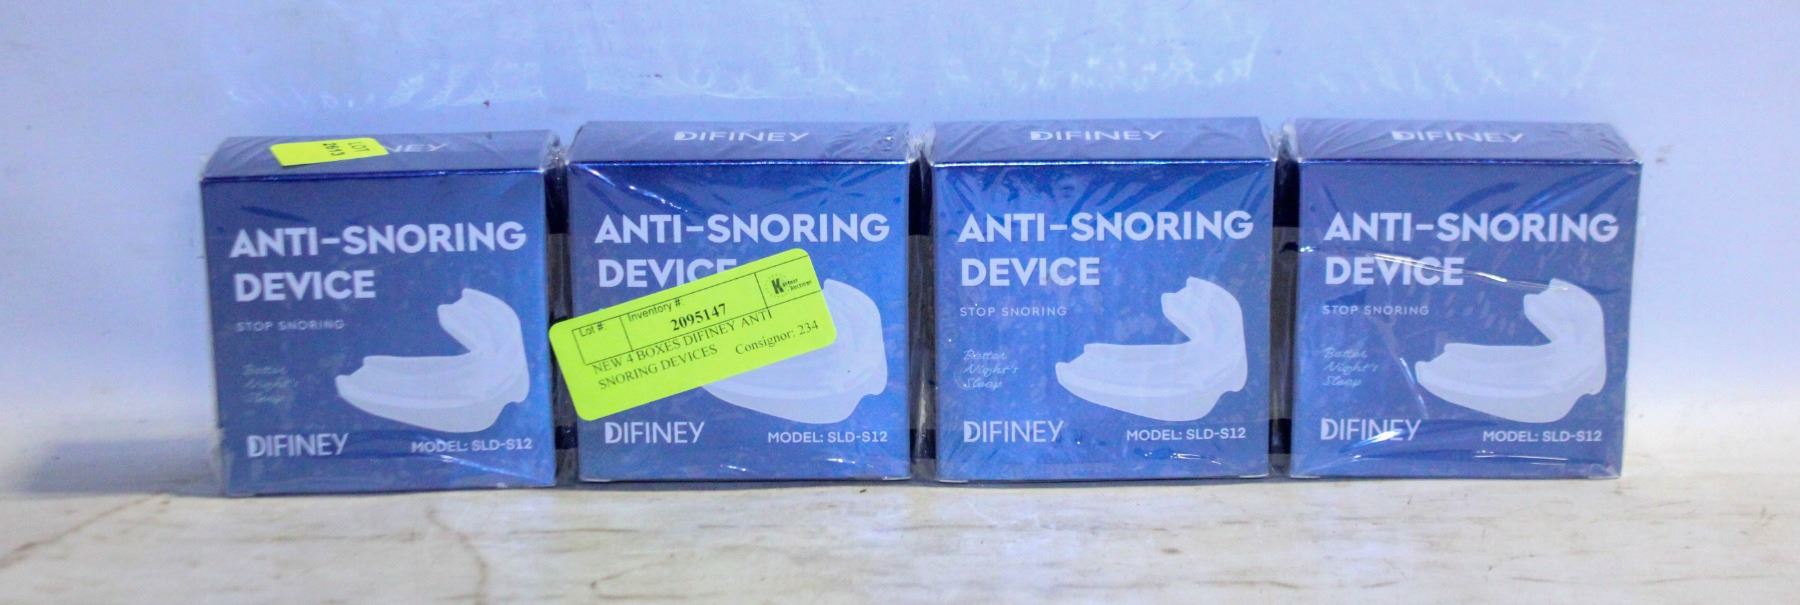 LOT
2613
NEY
ANTI-SNORING
DEVICE
STOP SNORING
Better
Night's
Sleep
DIFINEY
MODEL: SLD-S12
DIFINEY
ANTI-SNORING
DEVICE
Lot #:
Inventory #:
2095147
NEW 4 BOXES DIFINEY ANTI
SNORING DEVICES Consignor: 234
DIFINEY
MODEL: SLD-S12
DIFINEY
ANTI-SNORING
DEVICE
STOP SNORING
Better
Night's
Sleep
DIFINEY
MODEL: SLD-S12
DIFINEY
ANTI-SNORING
DEVICE
STOP SNORING
Better
Night's
Sleep
DIFINEY
MODEL: SLD-S12